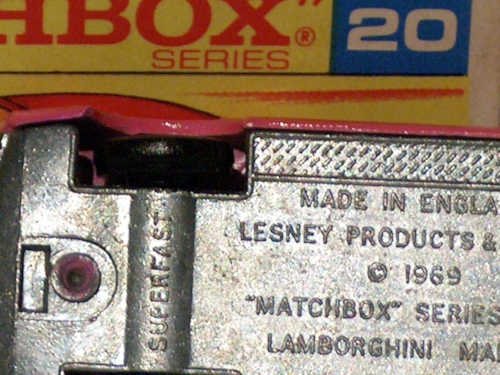 HBOX" ®
SERIES
20
MADE IN ENGLA
LESNEY PRODUCTS &
© 1969
"MATCHBOX" SERIES
LAMBORGHINI MA
SUPERFAST